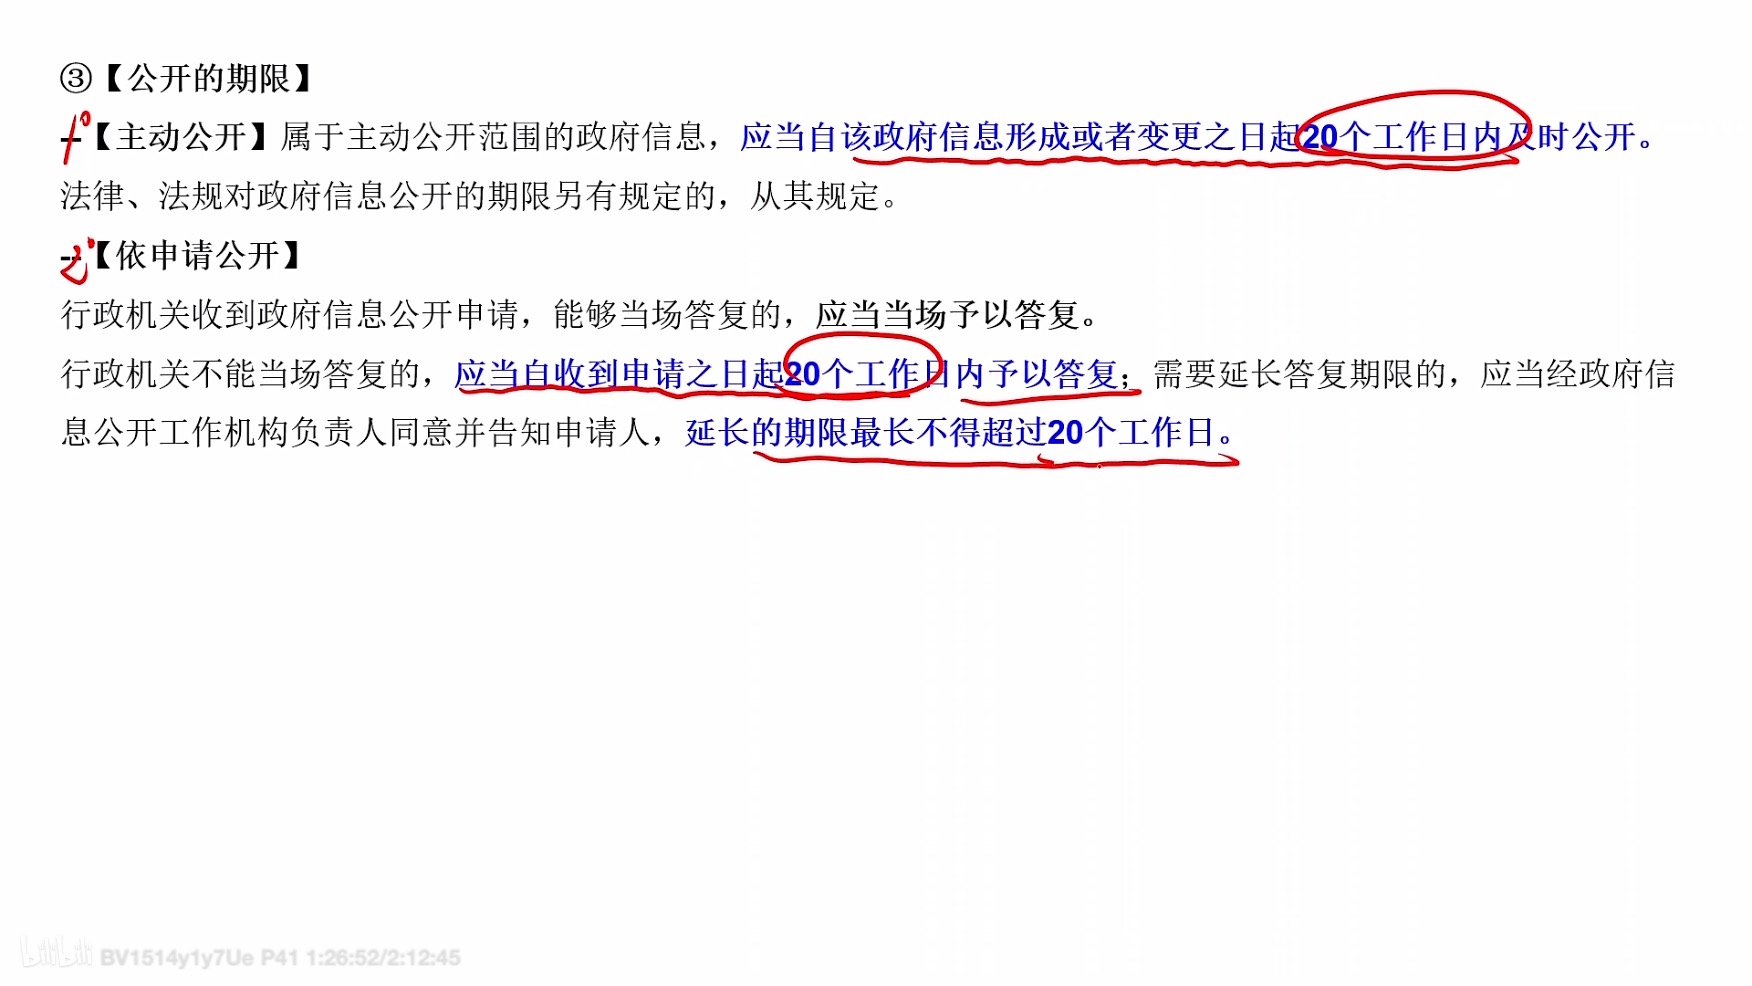 ③【公开的期限】
--【主动公开】属于主动公开范围的政府信息，应当自该政府信息形成或者变更之日起20个工作日内及时公开。
法律、法规对政府信息公开的期限另有规定的，从其规定。
--【依申请公开】
行政机关收到政府信息公开申请，能够当场答复的，应当当场予以答复。
行政机关不能当场答复的，应当自收到申请之日起20个工作日内予以答复；需要延长答复期限的，应当经政府信
息公开工作机构负责人同意并告知申请人，延长的期限最长不得超过20个工作日。
bilibili BV1514y1y7Ue P41 1:26:52/2:12:45